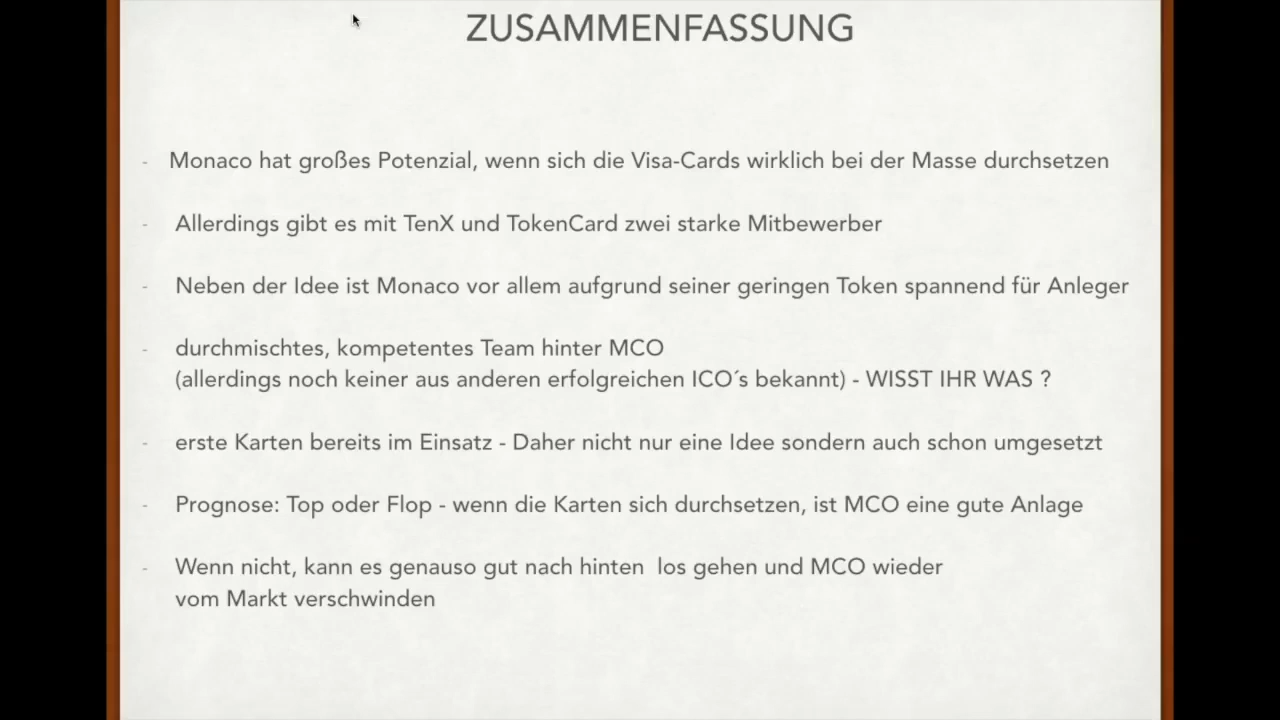 ZUSAMMENFASSUNG
- Monaco hat großes Potenzial, wenn sich die Visa-Cards wirklich bei der Masse durchsetzen
- Allerdings gibt es mit TenX und TokenCard zwei starke Mitbewerber
- Neben der Idee ist Monaco vor allem aufgrund seiner geringen Token spannend für Anleger
- durchmischtes, kompetentes Team hinter MCO
(allerdings noch keiner aus anderen erfolgreichen ICO´s bekannt) - WISST IHR WAS ?
- erste Karten bereits im Einsatz - Daher nicht nur eine Idee sondern auch schon umgesetzt
- Prognose: Top oder Flop - wenn die Karten sich durchsetzen, ist MCO eine gute Anlage
- Wenn nicht, kann es genauso gut nach hinten  los gehen und MCO wieder
vom Markt verschwinden